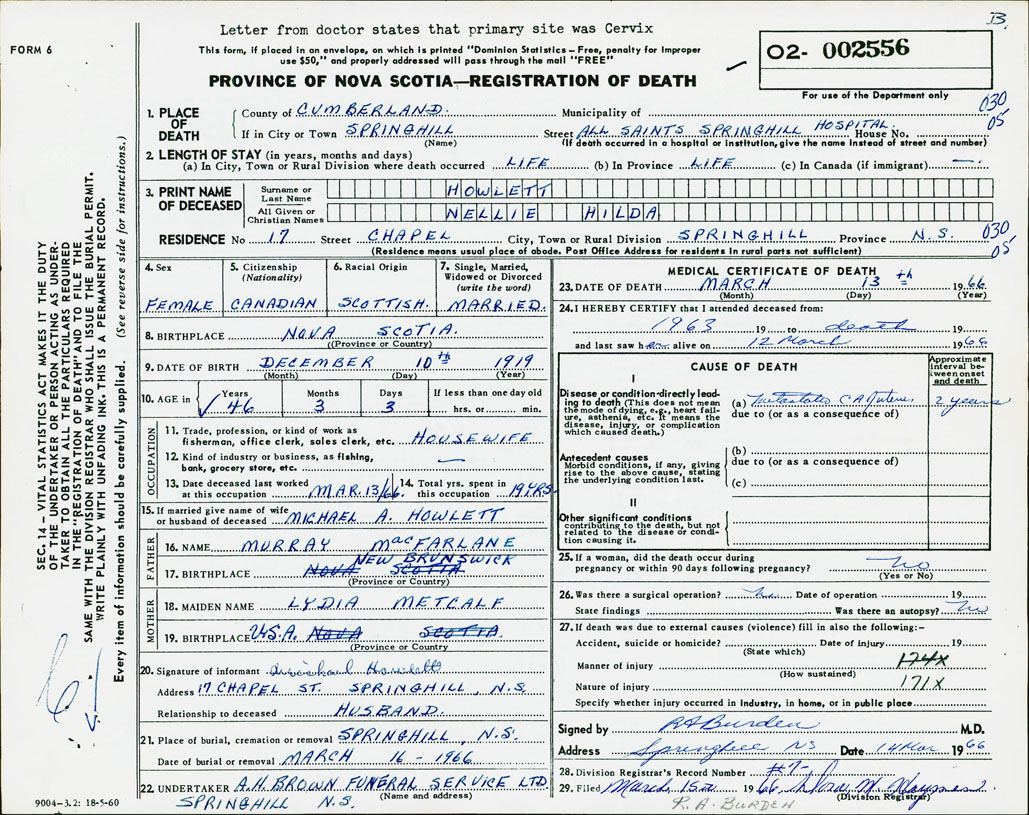 B.
Letter from doctor states that primary site was Cervix
FORM 6
This form, if placed in an envelope, on which is printed "Dominion Statistics – Free, penalty for improper
use $50," and properly addressed will pass through the mail "FREE"
O2- 002556
PROVINCE OF NOVA SCOTIA—REGISTRATION OF DEATH
For use of the Department only
1. PLACE OF DEATH
County of CUMBERLAND. Municipality of
030
05
If in City or Town SPRINGHILL Street ALL SAINTS SPRINGHILL HOSPITAL. House No.
(Name) (If death occurred in a hospital or institution, give the name instead of street and number)
2. LENGTH OF STAY (in years, months and days)
(a) In City, Town or Rural Division where death occurred LIFE (b) In Province LIFE (c) In Canada (if immigrant) —.
3. PRINT NAME OF DECEASED
Surname or Last Name HOWLETT
All Given or Christian Names NELLIE HILDA
RESIDENCE No 17 Street CHAPEL City, Town or Rural Division SPRINGHILL Province N.S.
030
05
(Residence means usual place of abode. Post Office Address for residents in rural parts not sufficient)
4. Sex
FEMALE
5. Citizenship
(Nationality)
CANADIAN
6. Racial Origin
SCOTTISH.
7. Single, Married,
Widowed or Divorced
(write the word)
MARRIED.
8. BIRTHPLACE NOVA SCOTIA.
((Province or Country)
9. DATE OF BIRTH DECEMBER 10th 1919
(Month) (Day) (Year)
10. AGE in
Years
46
Months
3
Days
3
If less than one day old
hrs. or min.
OCCUPATION
11. Trade, profession, or kind of work as
fisherman, office clerk, sales clerk, etc. HOUSEWIFE
12. Kind of industry or business, as fishing,
bank, grocery store, etc. —
13. Date deceased last worked
at this occupation MAR.13/66
14. Total yrs. spent in
this occupation 19 YRS.
15. If married give name of wife
or husband of deceased MICHAEL A. HOWLETT
FATHER
16. NAME MURRAY MacFARLANE
NEW BRUNSWICK
17. BIRTHPLACE NOVA SCOTIA
(Province or Country)
MOTHER
18. MAIDEN NAME LYDIA METCALF
19. BIRTHPLACE U.S.A. NOVA SCOTIA.
(Province or Country
20. Signature of informant Michael Howlett
Address 17 CHAPEL ST. SPRINGHILL, N.S.
Relationship to deceased HUSBAND.
21. Place of burial, cremation or removal SPRINGHILL, N.S.
Date of burial or removal MARCH 16 - 1966
22. UNDERTAKER A.H. BROWN FUNERAL SERVICE LTD
(Name and address)
SPRINGHILL N.S.
MEDICAL CERTIFICATE OF DEATH
23. DATE OF DEATH MARCH 13th 1966
(Month) (Day) (Year)
24. I HEREBY CERTIFY that I attended deceased from:
1963 19 to death 19
and last saw her alive on 12 March 1966
CAUSE OF DEATH
Approximate
interval be-
tween onset
and death
I
Disease or condition directly lead-
ing to death (This does not mean
the mode of dying, e.g., heart fail-
ure, asthenia, etc. It means the
disease, injury, or complication
which caused death.)
(a) CA Uterus 2 years
due to (or as a consequence of)
Antecedent causes
Morbid conditions, if any, giving
rise to the above cause, stating
the underlying condition last.
(b)
due to (or as a consequence of)
(c)
II
Other significant conditions
contributing to the death, but not
related to the disease or condi-
tion causing it.
25. If a woman, did the death occur during
pregnancy or within 90 days following pregnancy? no
(Yes or No)
26. Was there a surgical operation? no Date of operation 19
State findings Was there an autopsy? no
27. If death was due to external causes (violence) fill in also the following:–
Accident, suicide or homicide? Date of injury 19
(State which)
Manner of injury 174X
(How sustained)
Nature of injury 171X
Specify whether injury occurred in industry, in home, or in public place
Signed by RA Burden M.D.
Address Springhill NS Date 14 Mar 1966
28. Division Registrar's Record Number #7-
29. Filed March 15th 1966
(Division Registrar)
R.A. BURDEN
SEC. 14 – VITAL STATISTICS ACT MAKES IT THE DUTY
OF THE UNDERTAKER OR PERSON ACTING AS UNDER-
TAKER TO OBTAIN ALL THE PARTICULARS REQUIRED
IN THE "REGISTRATION OF DEATH" AND TO FILE THE
SAME WITH THE DIVISION REGISTRAR WHO SHALL ISSUE THE BURIAL PERMIT.
WRITE PLAINLY WITH UNFADING INK. THIS IS A PERMANENT RECORD.
Every item of information should be carefully supplied. (See reverse side for instructions.)
9004-3.2: 18-5-60